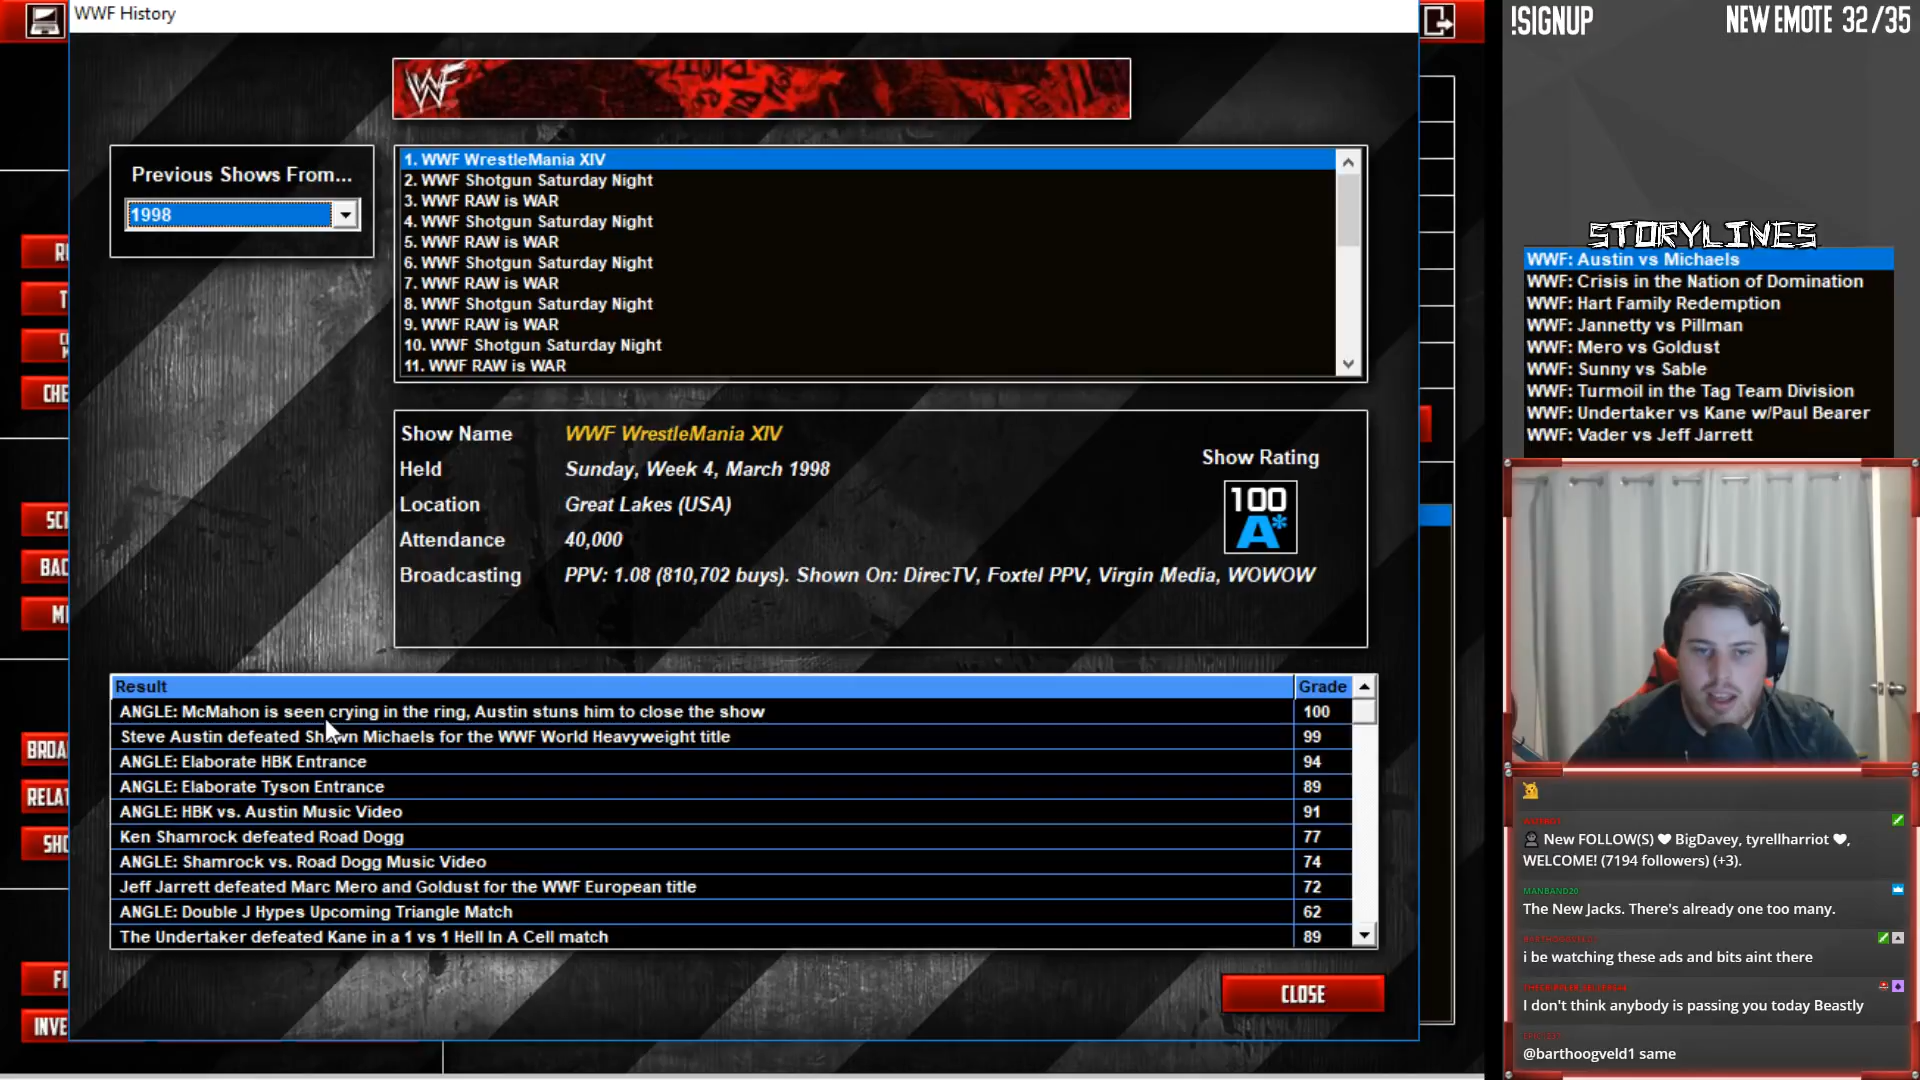 WWF History
!SIGNUP
NEW EMOTE 32/35
WWF
Previous Shows From...
1998
1. WWF WrestleMania XIV
2. WWF Shotgun Saturday Night
3. WWF RAW is WAR
4. WWF Shotgun Saturday Night
5. WWF RAW is WAR
6. WWF Shotgun Saturday Night
7. WWF RAW is WAR
8. WWF Shotgun Saturday Night
9. WWF RAW is WAR
10. WWF Shotgun Saturday Night
11. WWF RAW is WAR
Show Name WWF WrestleMania XIV
Held Sunday, Week 4, March 1998
Location Great Lakes (USA)
Attendance 40,000
Broadcasting PPV: 1.08 (810,702 buys). Shown On: DirecTV, Foxtel PPV, Virgin Media, WOWOW
Show Rating
100
A*
Result Grade
ANGLE: McMahon is seen crying in the ring, Austin stuns him to close the show 100
Steve Austin defeated Shawn Michaels for the WWF World Heavyweight title 99
ANGLE: Elaborate HBK Entrance 94
ANGLE: Elaborate Tyson Entrance 89
ANGLE: HBK vs. Austin Music Video 91
Ken Shamrock defeated Road Dogg 77
ANGLE: Shamrock vs. Road Dogg Music Video 74
Jeff Jarrett defeated Marc Mero and Goldust for the WWF European title 72
ANGLE: Double J Hypes Upcoming Triangle Match 62
The Undertaker defeated Kane in a 1 vs 1 Hell In A Cell match 89
CLOSE
CHE
SCI
BAC
BROA
RELAT
SHO
FI
INVE
STORYLINES
WWF: Austin vs Michaels
WWF: Crisis in the Nation of Domination
WWF: Hart Family Redemption
WWF: Jannetty vs Pillman
WWF: Mero vs Goldust
WWF: Sunny vs Sable
WWF: Turmoil in the Tag Team Division
WWF: Undertaker vs Kane w/Paul Bearer
WWF: Vader vs Jeff Jarrett
New FOLLOW(S) BigDavey, tyrellharriot ,
WELCOME! (7194 followers) (+3).
MANBAND20
The New Jacks. There's already one too many.
i be watching these ads and bits aint there
I don't think anybody is passing you today Beastly
@barthoogveld1 same